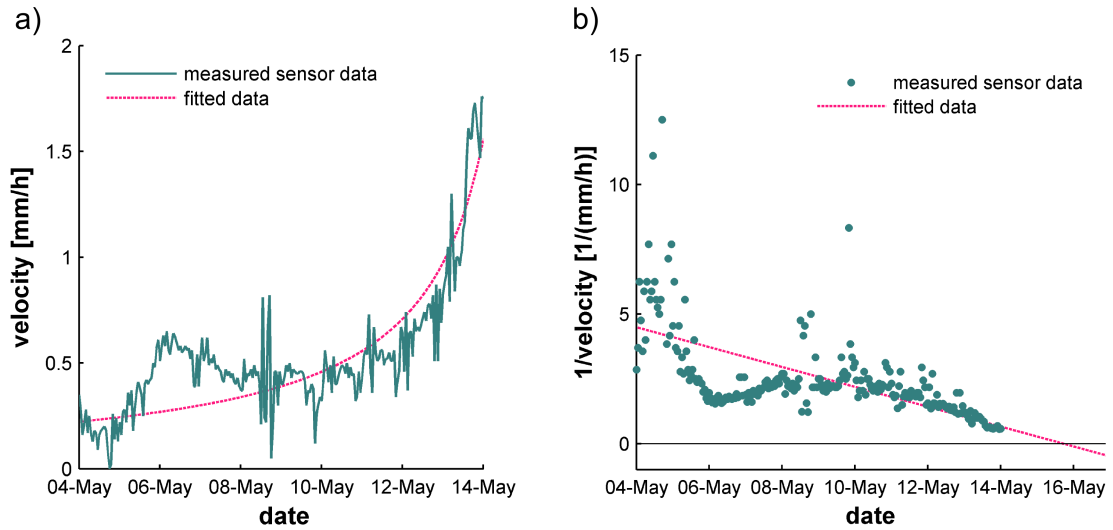 a)
2
measured sensor data
fitted data
1.5
1
0.5
0
velocity [mm/h]
04-May 06-May 08-May 10-May 12-May 14-May
date
b)
15
measured sensor data
fitted data
10
5
0
1/velocity [1/(mm/h)]
04-May 06-May 08-May 10-May 12-May 14-May 16-May
date